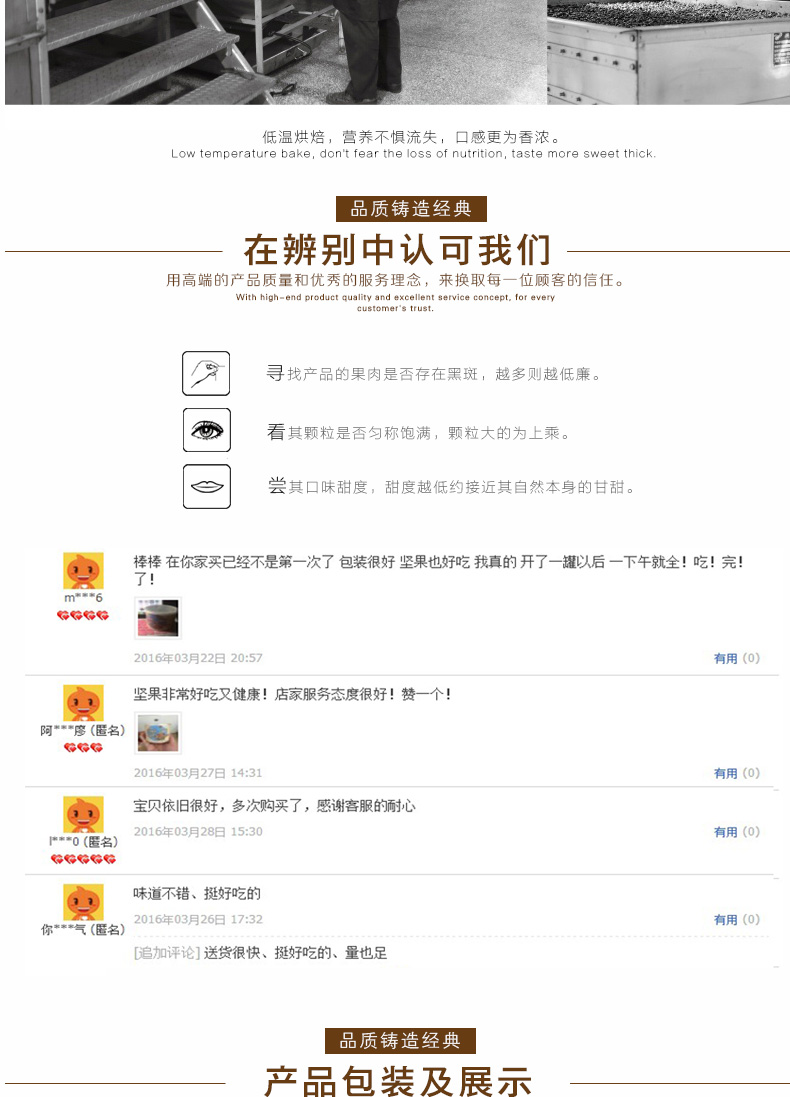 低温烘焙，营养不惧流失，口感更为香浓。
Low temperature bake, don't fear the loss of nutrition, taste more sweet thick.
品质铸造经典
在辨别中认可我们
用高端的产品质量和优秀的服务理念，来换取每一位顾客的信任。
With high-end product quality and excellent service concept, for every
customer's trust.
寻找产品的果肉是否存在黑斑，越多则越低廉。
看其颗粒是否匀称饱满，颗粒大的为上乘。
尝其口味甜度，甜度越低约接近其自然本身的甘甜。
棒棒 在你家买已经不是第一次了 包装很好 坚果也好吃 我真的 开了一罐以后 一下午就全！吃！完！
了！
m***6
2016年03月22日 20:57
有用 (0)
坚果非常好吃又健康！店家服务态度很好！赞一个！
阿***廖 (匿名)
2016年03月27日 14:31
有用 (0)
宝贝依旧很好，多次购买了，感谢客服的耐心
l***0 (匿名)
2016年03月28日 15:30
有用 (0)
味道不错、挺好吃的
你***气 (匿名)
2016年03月26日 17:32
有用 (0)
[追加评论] 送货很快、挺好吃的、量也足
品质铸造经典
产品包装及展示